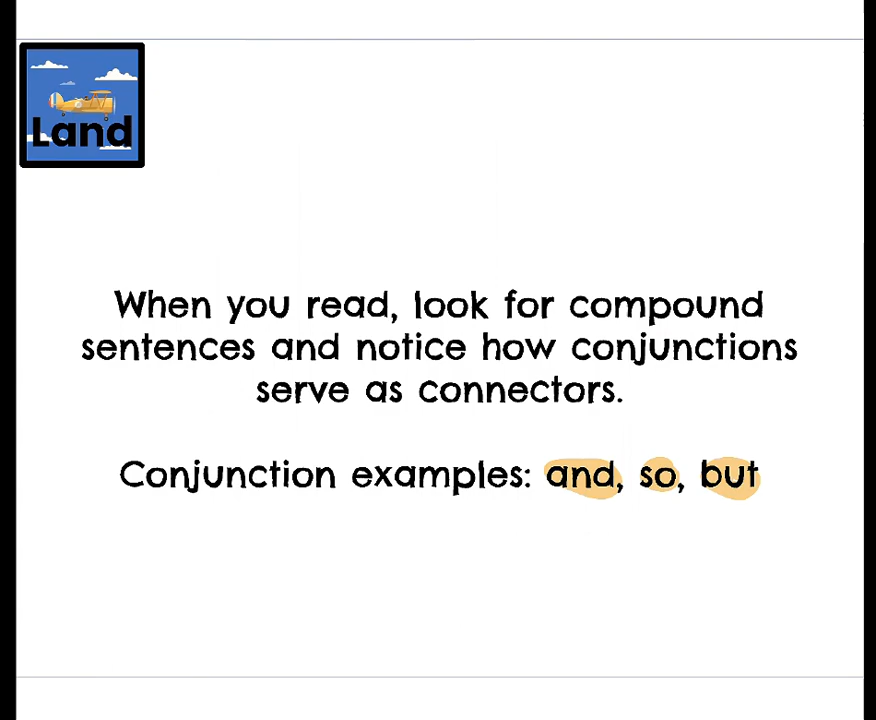 Land
When you read, look for compound
sentences and notice how conjunctions
serve as connectors.
Conjunction examples: and, so, but